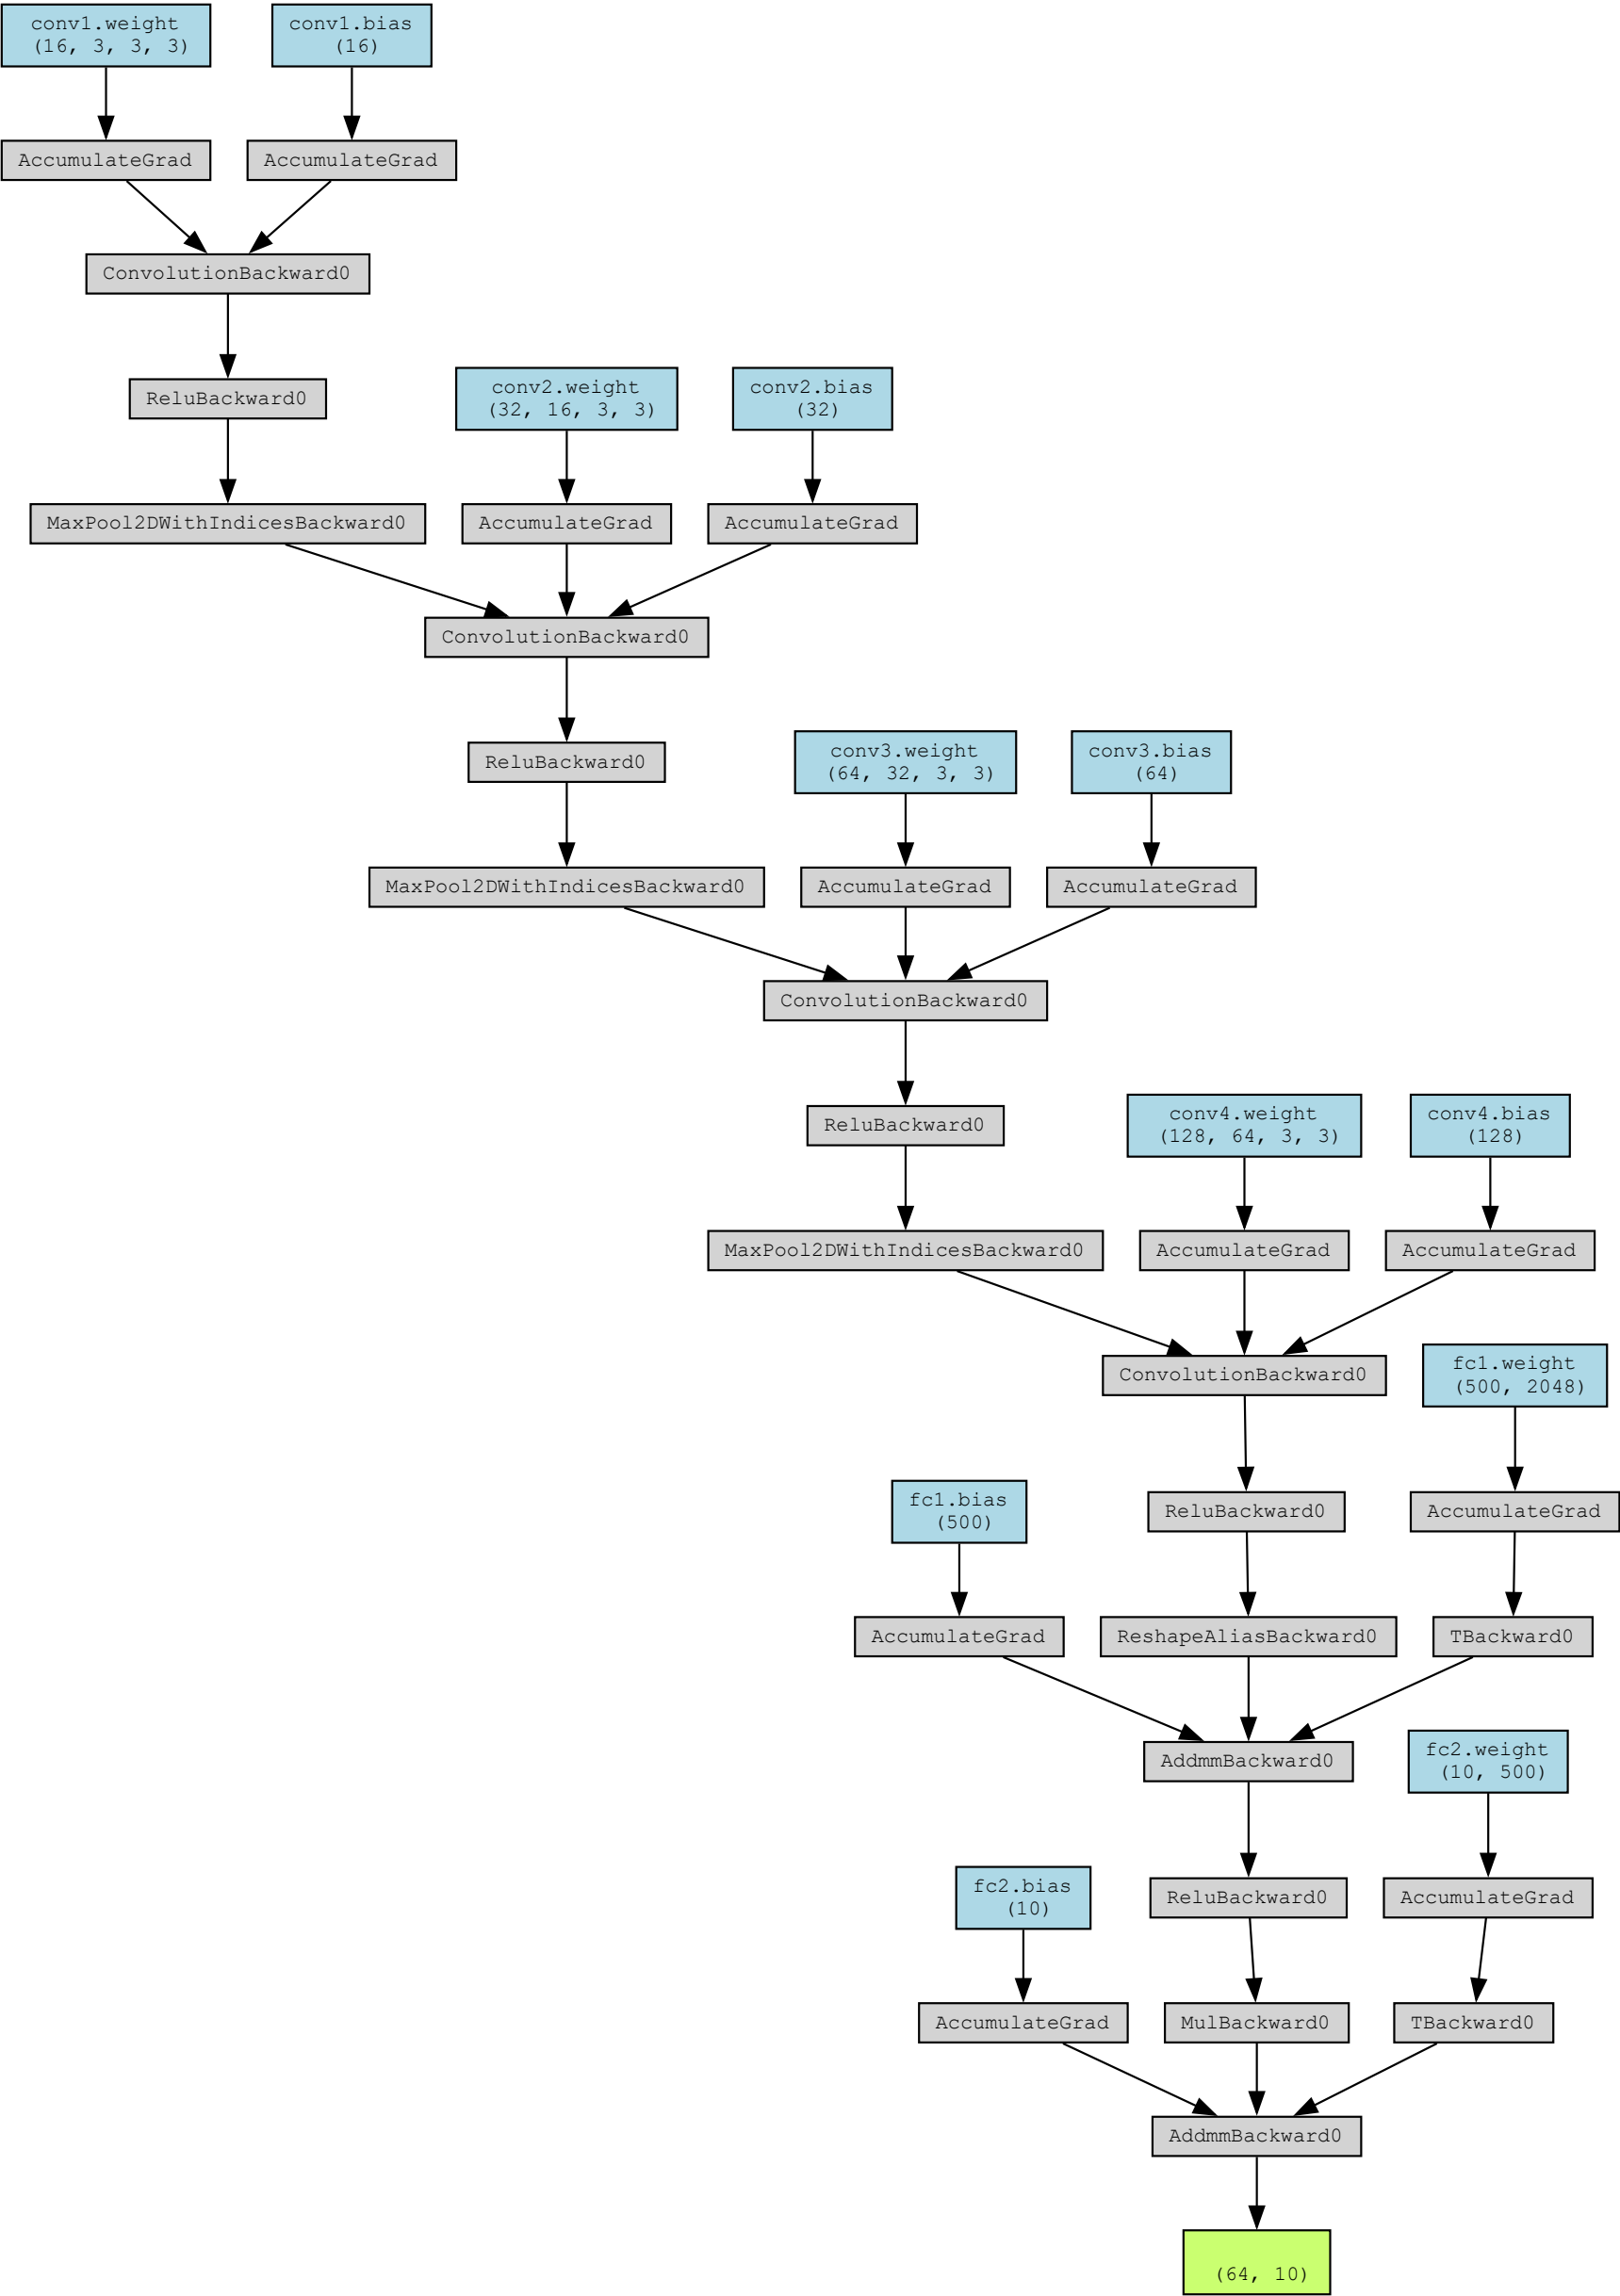 conv1.weight
(16, 3, 3, 3)
conv1.bias
(16)
AccumulateGrad
AccumulateGrad
ConvolutionBackward0
ReluBackward0
conv2.weight
(32, 16, 3, 3)
conv2.bias
(32)
MaxPool2DWithIndicesBackward0
AccumulateGrad
AccumulateGrad
ConvolutionBackward0
ReluBackward0
conv3.weight
(64, 32, 3, 3)
conv3.bias
(64)
MaxPool2DWithIndicesBackward0
AccumulateGrad
AccumulateGrad
ConvolutionBackward0
ReluBackward0
conv4.weight
(128, 64, 3, 3)
conv4.bias
(128)
MaxPool2DWithIndicesBackward0
AccumulateGrad
AccumulateGrad
ConvolutionBackward0
fc1.weight
(500, 2048)
fc1.bias
(500)
ReluBackward0
AccumulateGrad
AccumulateGrad
ReshapeAliasBackward0
TBackward0
AddmmBackward0
fc2.weight
(10, 500)
fc2.bias
(10)
ReluBackward0
AccumulateGrad
AccumulateGrad
MulBackward0
TBackward0
AddmmBackward0
(64, 10)